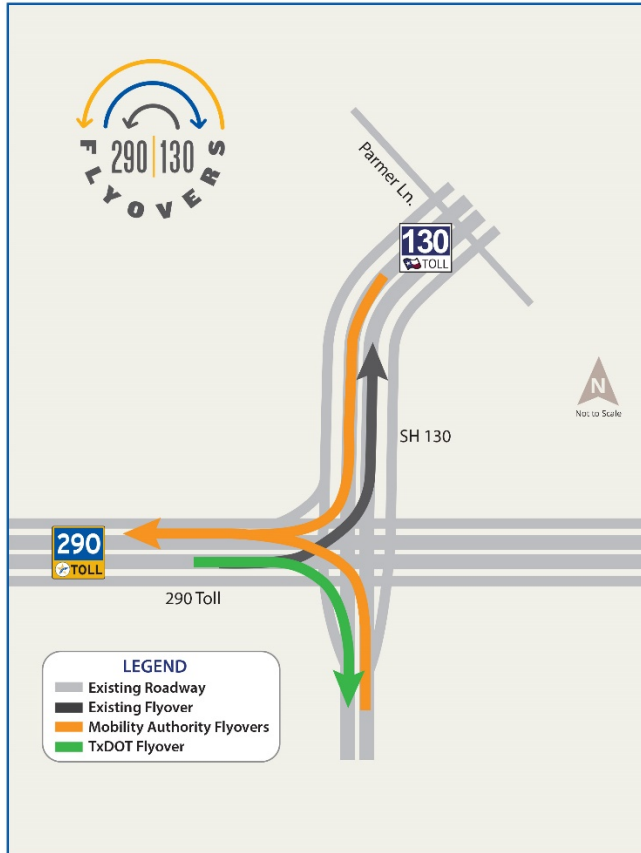 290 130
FLYOVERS
Parmer Ln.
130
TOLL
N
Not to Scale
SH 130
290
TOLL
290 Toll
LEGEND
Existing Roadway
Existing Flyover
Mobility Authority Flyovers
TxDOT Flyover